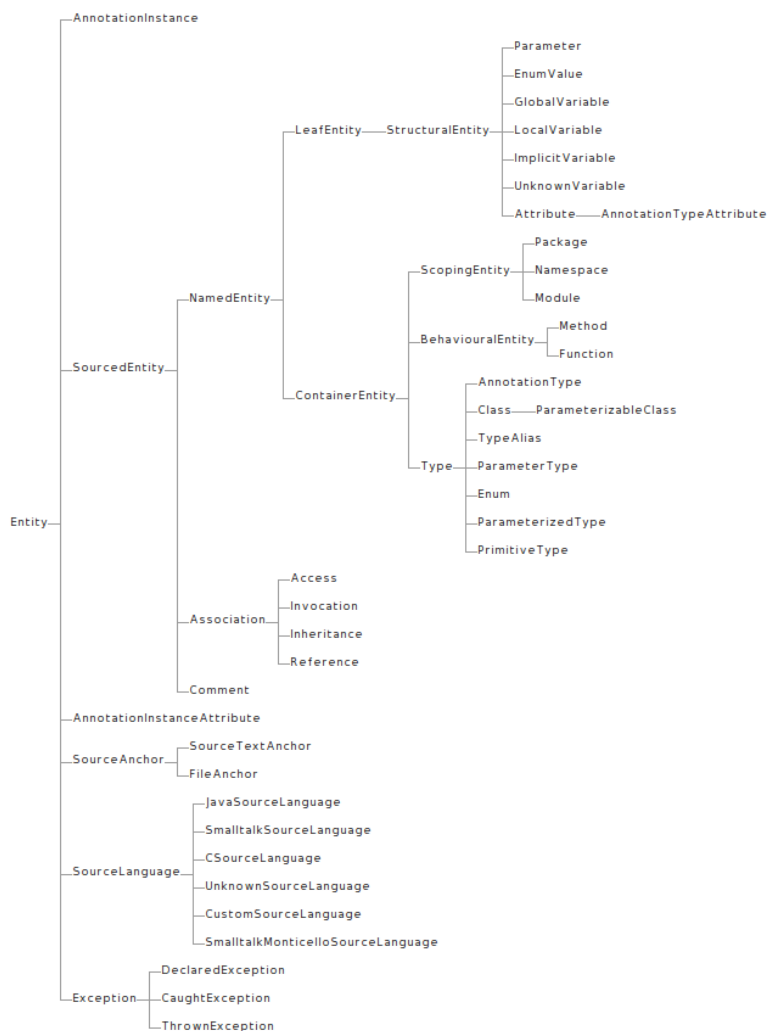 AnnotationInstance
Parameter
EnumValue
GlobalVariable
LeafEntity StructuralEntity LocalVariable
ImplicitVariable
UnknownVariable
Attribute AnnotationTypeAttribute
Package
ScopingEntity Namespace
NamedEntity Module
Method
BehaviouralEntity
Function
SourcedEntity
AnnotationType
ContainerEntity
Class ParameterizableClass
TypeAlias
Type ParameterType
Enum
Entity ParameterizedType
PrimitiveType
Access
Invocation
Association
Inheritance
Reference
Comment
AnnotationInstanceAttribute
SourceTextAnchor
SourceAnchor
FileAnchor
JavaSourceLanguage
SmalltalkSourceLanguage
CSourceLanguage
SourceLanguage
UnknownSourceLanguage
CustomSourceLanguage
SmalltalkMonticelloSourceLanguage
DeclaredException
Exception CaughtException
ThrownException